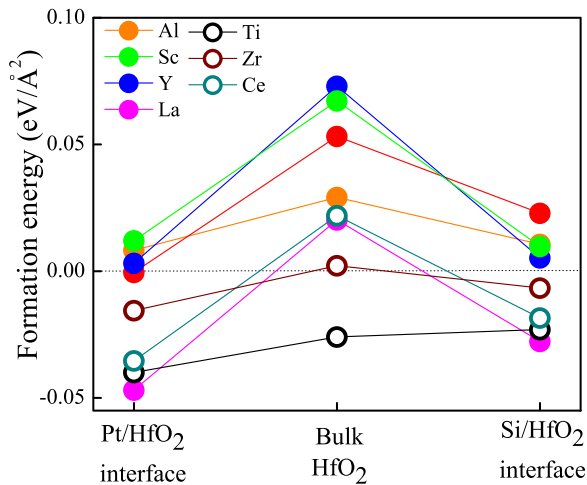 0.10
0.05
0.00
-0.05
Formation energy (eV/Å²)
Al
Sc
Y
La
Ti
Zr
Ce
Pt/HfO₂
interface
Bulk
HfO₂
Si/HfO₂
interface